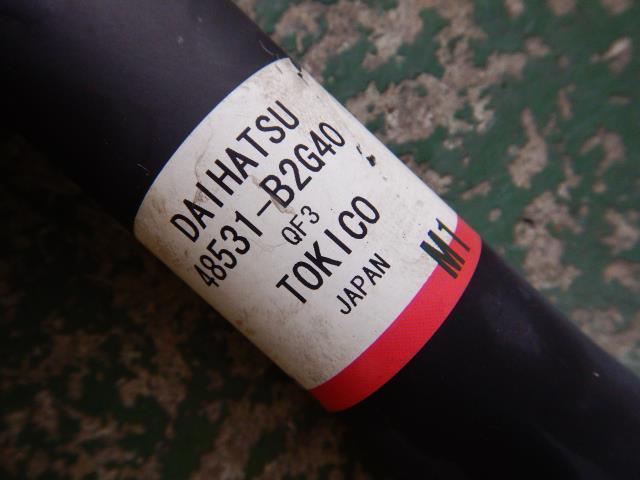 DAIHATSU
48531-B2G40
QF3
TOKICO
JAPAN
M1